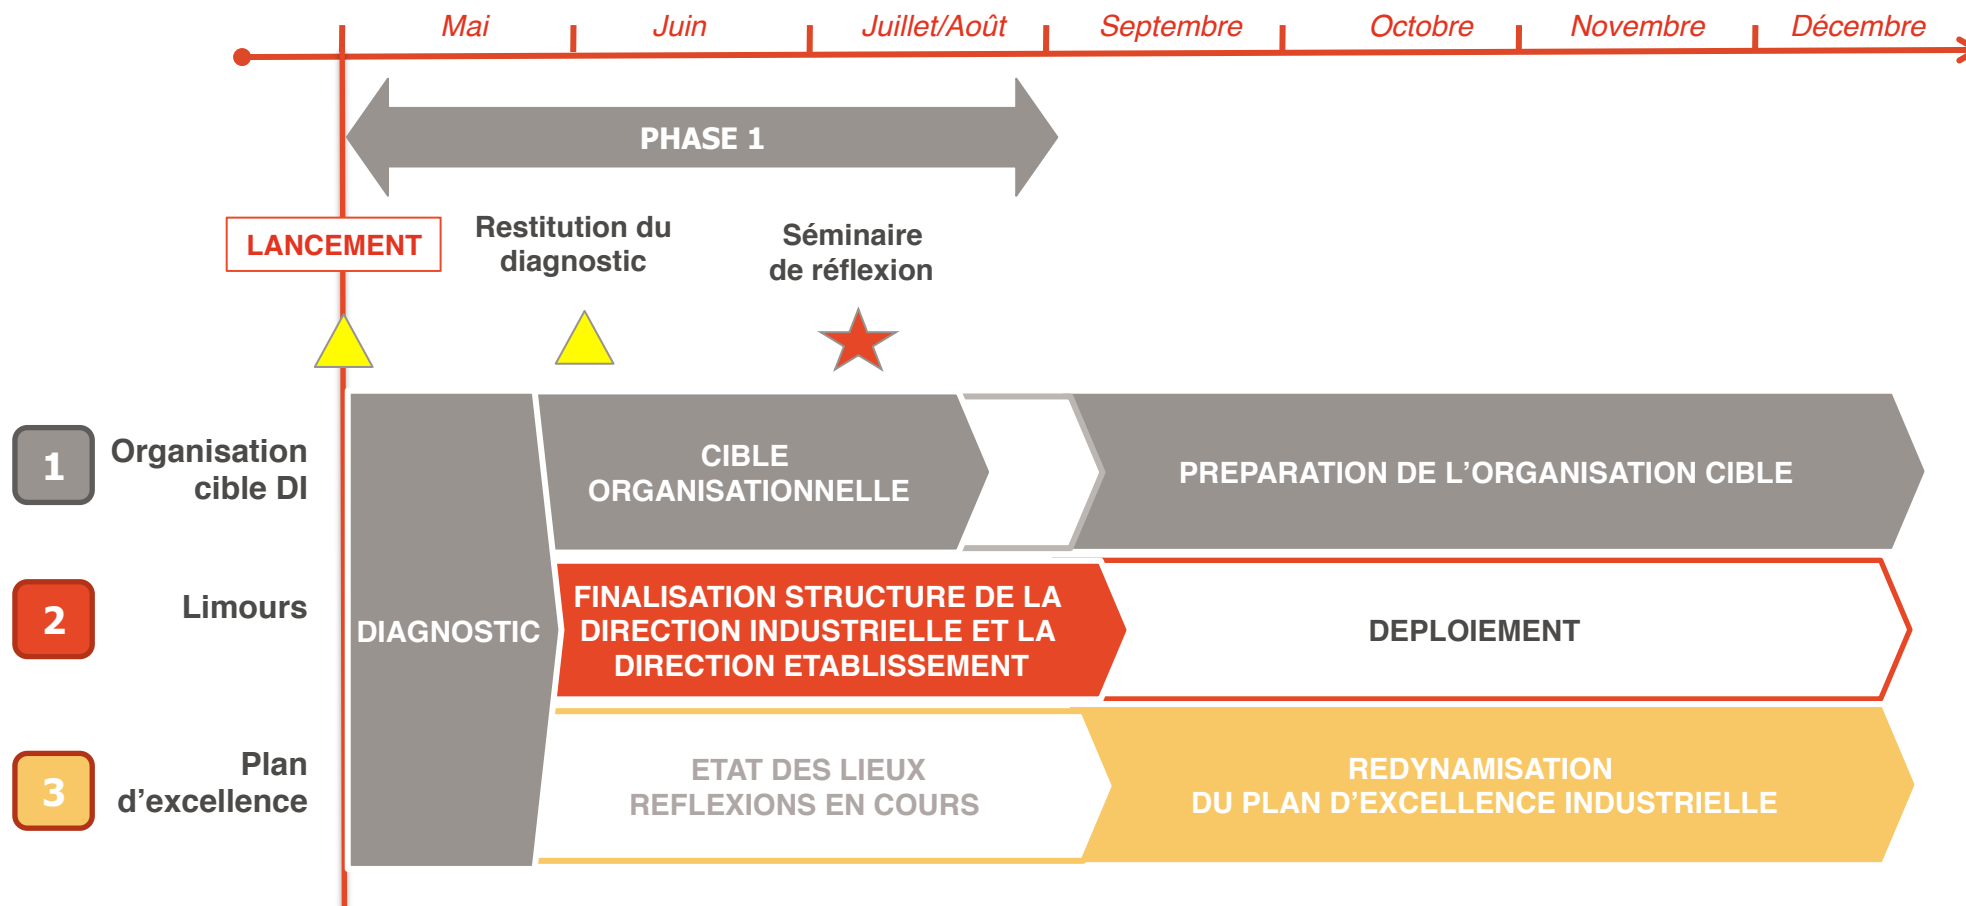 Mai
Juin
Juillet/Août
Septembre
Octobre
Novembre
Décembre
PHASE 1
LANCEMENT
Restitution du
diagnostic
Séminaire
de réflexion
1
Organisation
cible DI
CIBLE
ORGANISATIONNELLE
PREPARATION DE L’ORGANISATION CIBLE
2
Limours
DIAGNOSTIC
FINALISATION STRUCTURE DE LA
DIRECTION INDUSTRIELLE ET LA
DIRECTION ETABLISSEMENT
DEPLOIEMENT
3
Plan
d’excellence
ETAT DES LIEUX
REFLEXIONS EN COURS
REDYNAMISATION
DU PLAN D’EXCELLENCE INDUSTRIELLE